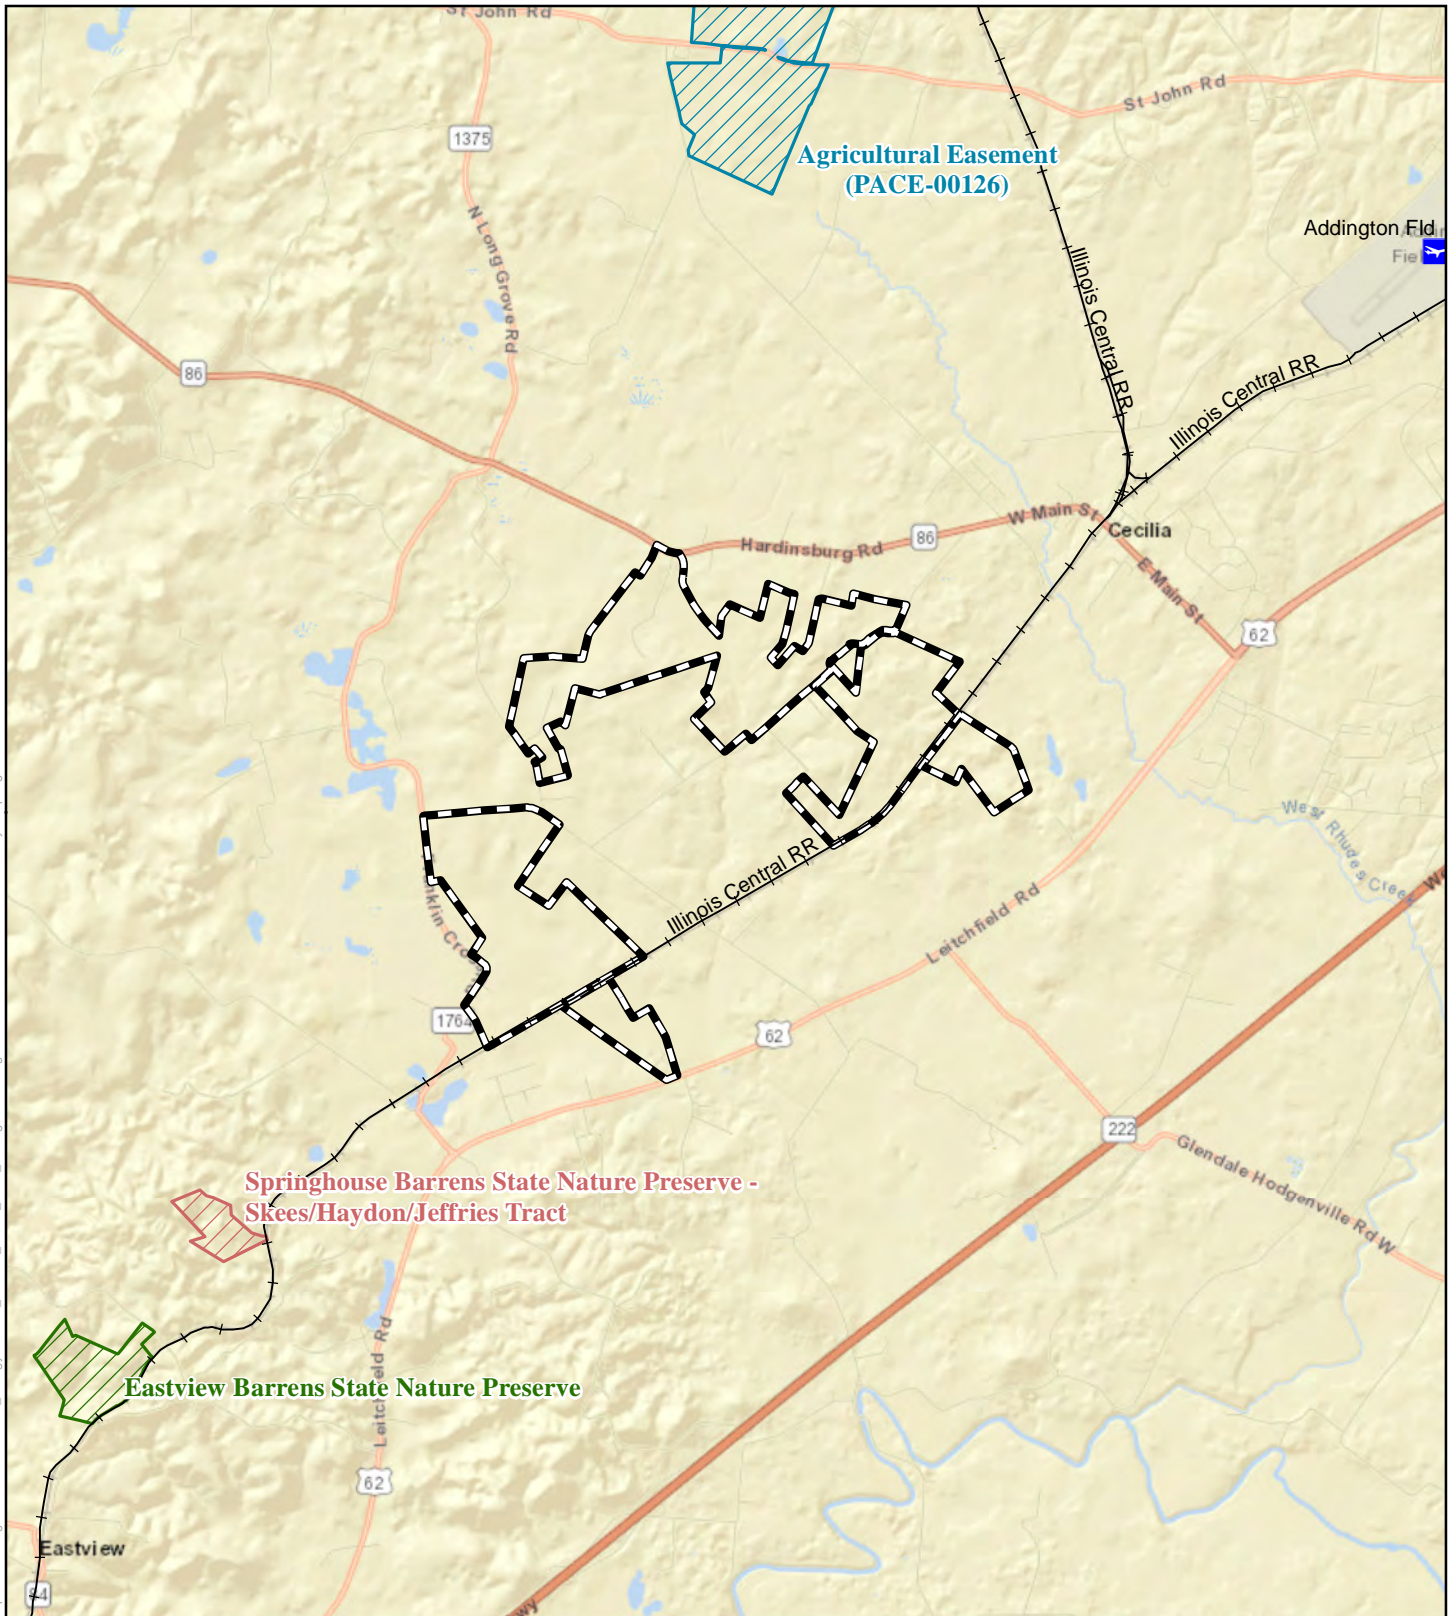 St John Rd
St John Rd
1375
Agricultural Easement
(PACE-00126)
N Long Grove Rd
Addington Fld
Illinois Central RR
86
Illinois Central RR
W Main St
Cecilia
Hardinsburg Rd
86
E Main St
62
West Rhudes Creek
Illinois Central RR
Leitchfield Rd
1764
62
222
Glendale Hodgenville Rd W
Springhouse Barrens State Nature Preserve -
Skees/Haydon/Jeffries Tract
Eastview Barrens State Nature Preserve
Leitchfield Rd
62
Eastview
84